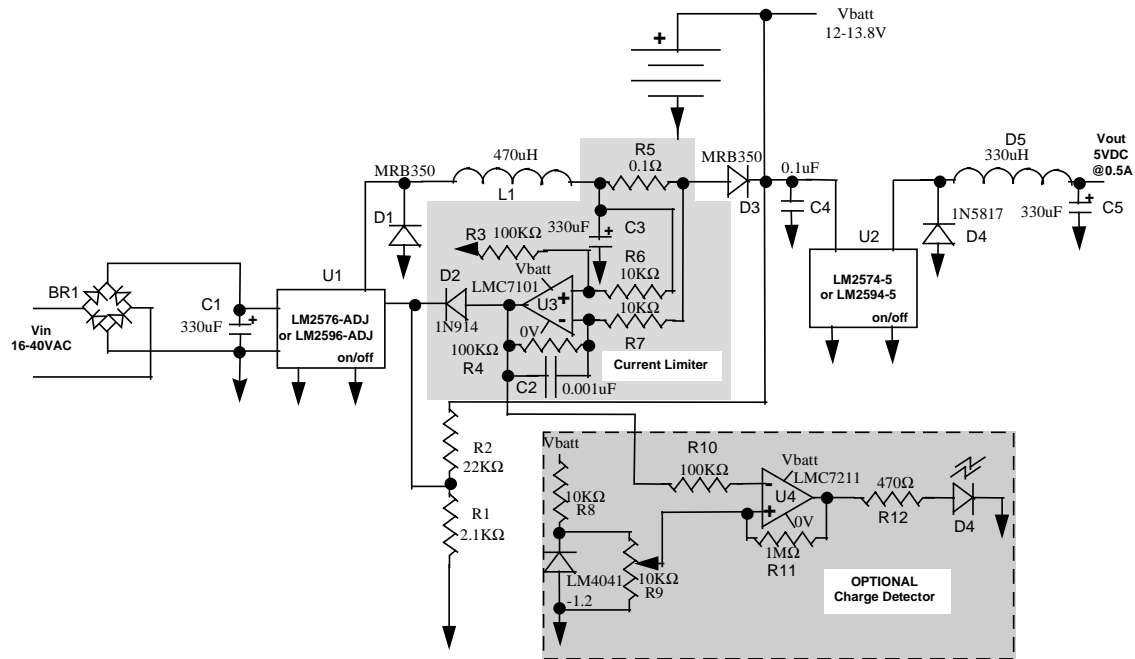 Vbatt
12-13.8V
+
MRB350
470uH
L1
R5
0.1Ω
MRB350
D3
0.1uF
C4
D5
330uH
Vout
5VDC
@0.5A
D1
R3
100KΩ
330uF
+
C3
1N5817
D4
330uF
+
C5
U2
LM2574-5
or LM2594-5
on/off
BR1
Vin
16-40VAC
C1
330uF
+
U1
LM2576-ADJ
or LM2596-ADJ
on/off
D2
1N914
LMC7101
Vbatt
U3
+
-
0V
R6
10KΩ
10KΩ
R7
100KΩ
R4
C2
0.001uF
Current Limiter
R2
22KΩ
R1
2.1KΩ
Vbatt
10KΩ
R8
LM4041
-1.2
10KΩ
R9
R10
100KΩ
Vbatt
LMC7211
-
U4
+
0V
1MΩ
R11
470Ω
R12
D4
OPTIONAL
Charge Detector